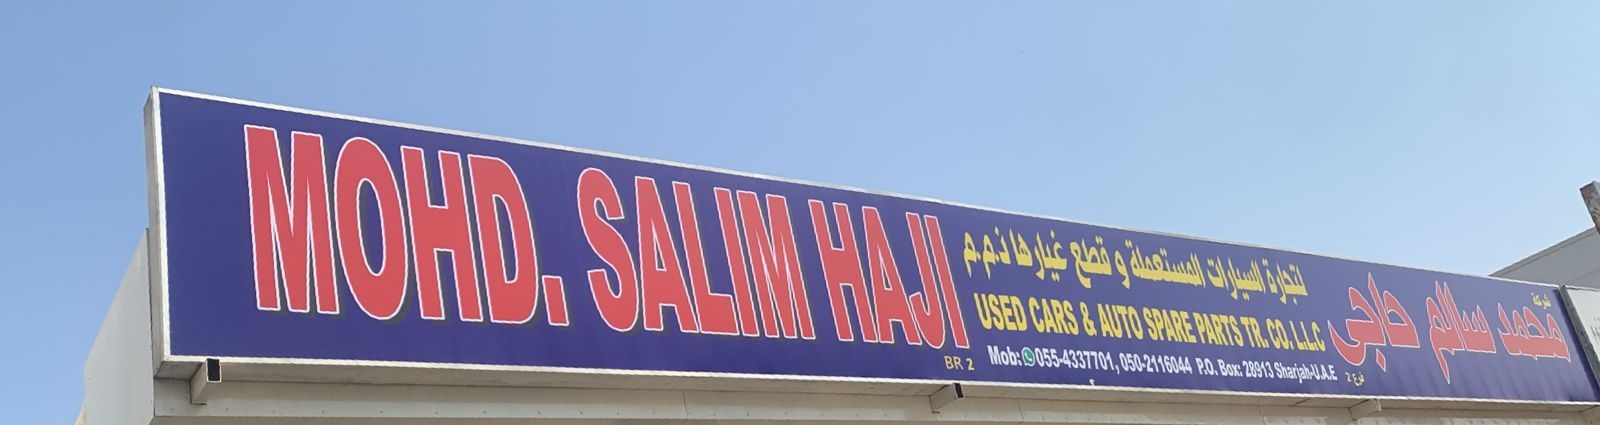 MOHD. SALIM HAJI
BR 2
لتجارة السيارات المستعملة و قطع غيارها ذ.م.م
USED CARS & AUTO SPARE PARTS TR. CO. L.L.C
Mob: 055-4337701, 050-2116044 P.O. Box: 28913 Sharjah-U.A.E
شركة
محمد سالم حاجي
فرع 2